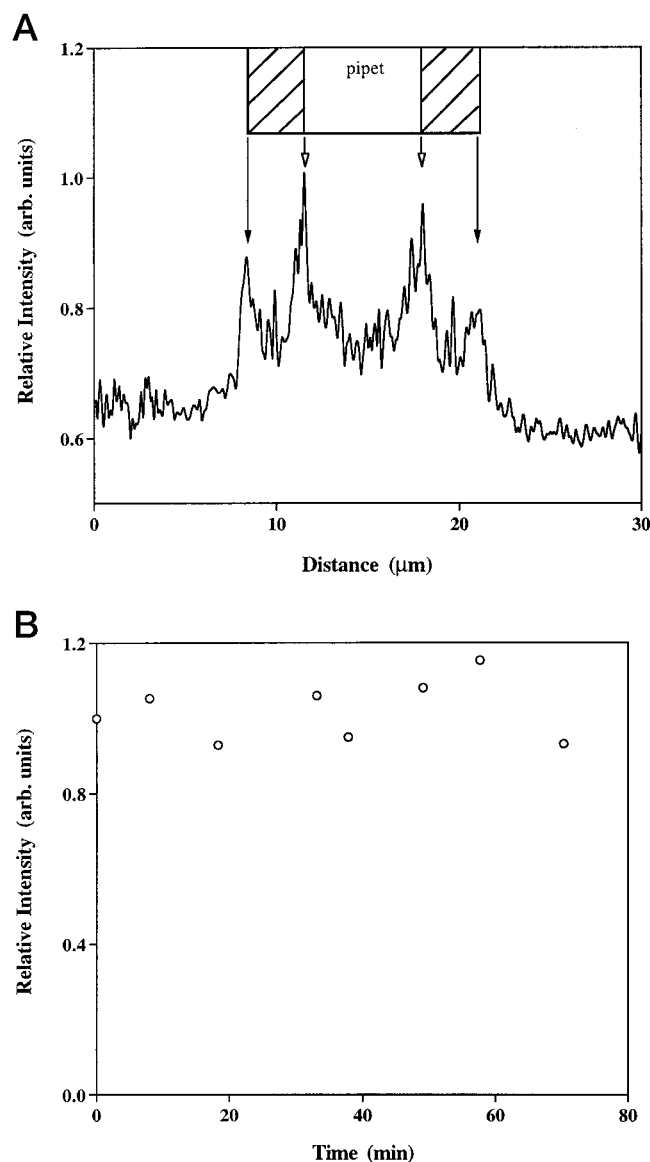 A
1.2
pipet
1.0
0.8
0.6
0
10
20
30
Relative Intensity (arb. units)
Distance (μm)
B
1.2
0.8
0.4
0.0
0
20
40
60
80
Relative Intensity (arb. units)
Time (min)